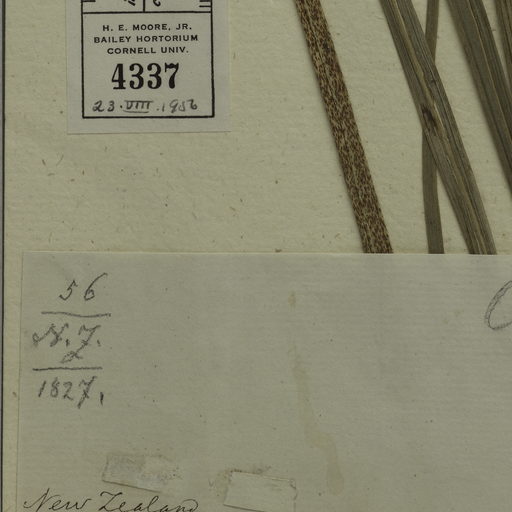 H. E. MOORE, JR.
BAILEY HORTORIUM
CORNELL UNIV.
4337
23·VIII·1956
56
N. Z.
1827.
New Zealand